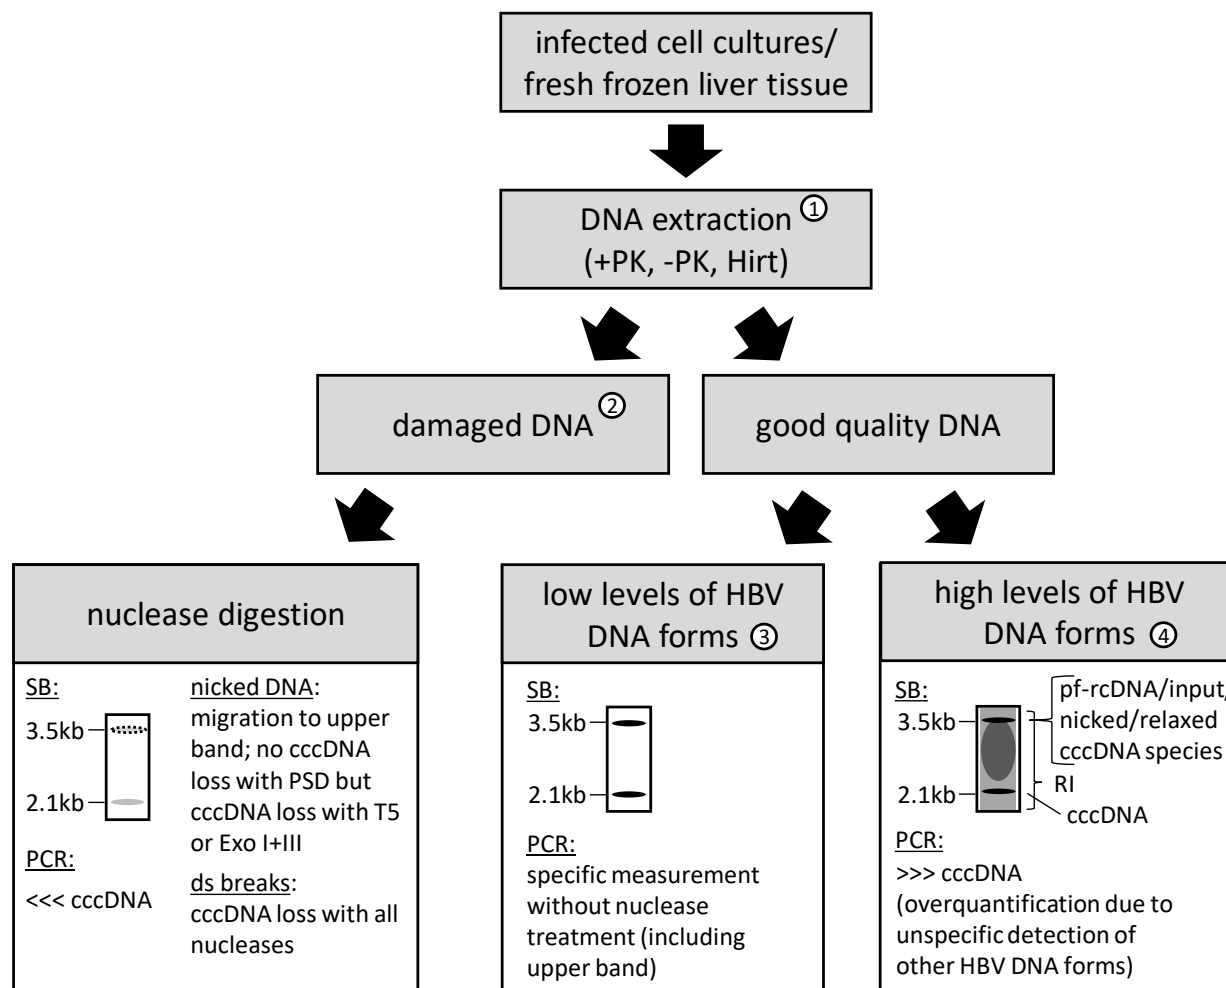 infected cell cultures/
fresh frozen liver tissue
DNA extraction ①
(+PK, -PK, Hirt)
damaged DNA ②
good quality DNA
nuclease digestion
SB:
3.5kb
2.1kb
PCR:
<<< cccDNA
nicked DNA:
migration to upper
band; no cccDNA
loss with PSD but
cccDNA loss with T5
or Exo I+III
ds breaks:
cccDNA loss with all
nucleases
low levels of HBV
DNA forms ③
SB:
3.5kb
2.1kb
PCR:
specific measurement
without nuclease
treatment (including
upper band)
high levels of HBV
DNA forms ④
SB:
3.5kb
2.1kb
pf-rcDNA/input/
nicked/relaxed
cccDNA species
RI
cccDNA
PCR:
>>> cccDNA
(overquantification due to
unspecific detection of
other HBV DNA forms)